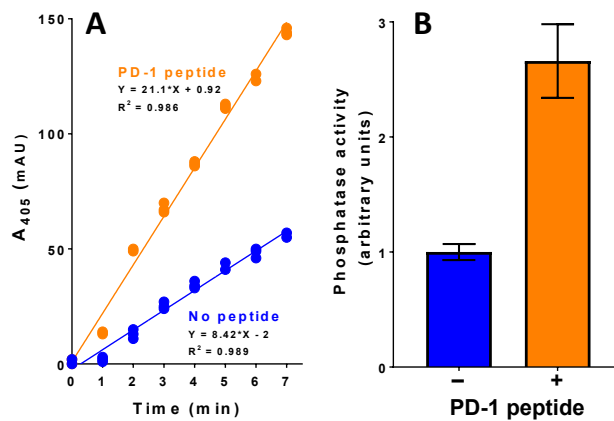 A
150
100
50
0
A405 (mAU)
PD-1 peptide
Y = 21.1*X + 0.92
R² = 0.986
No peptide
Y = 8.42*X - 2
R² = 0.989
0 1 2 3 4 5 6 7
Time (min)
B
3
2
1
0
Phosphatase activity
(arbitrary units)
− +
PD-1 peptide